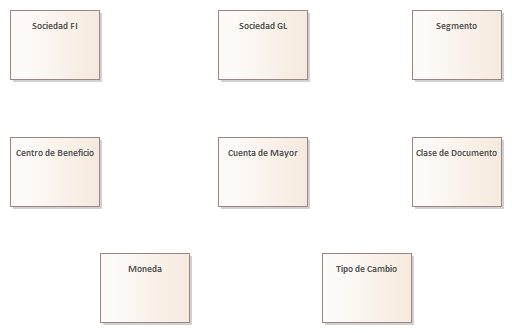 Sociedad FI
Sociedad GL
Segmento
Centro de Beneficio
Cuenta de Mayor
Clase de Documento
Moneda
Tipo de Cambio